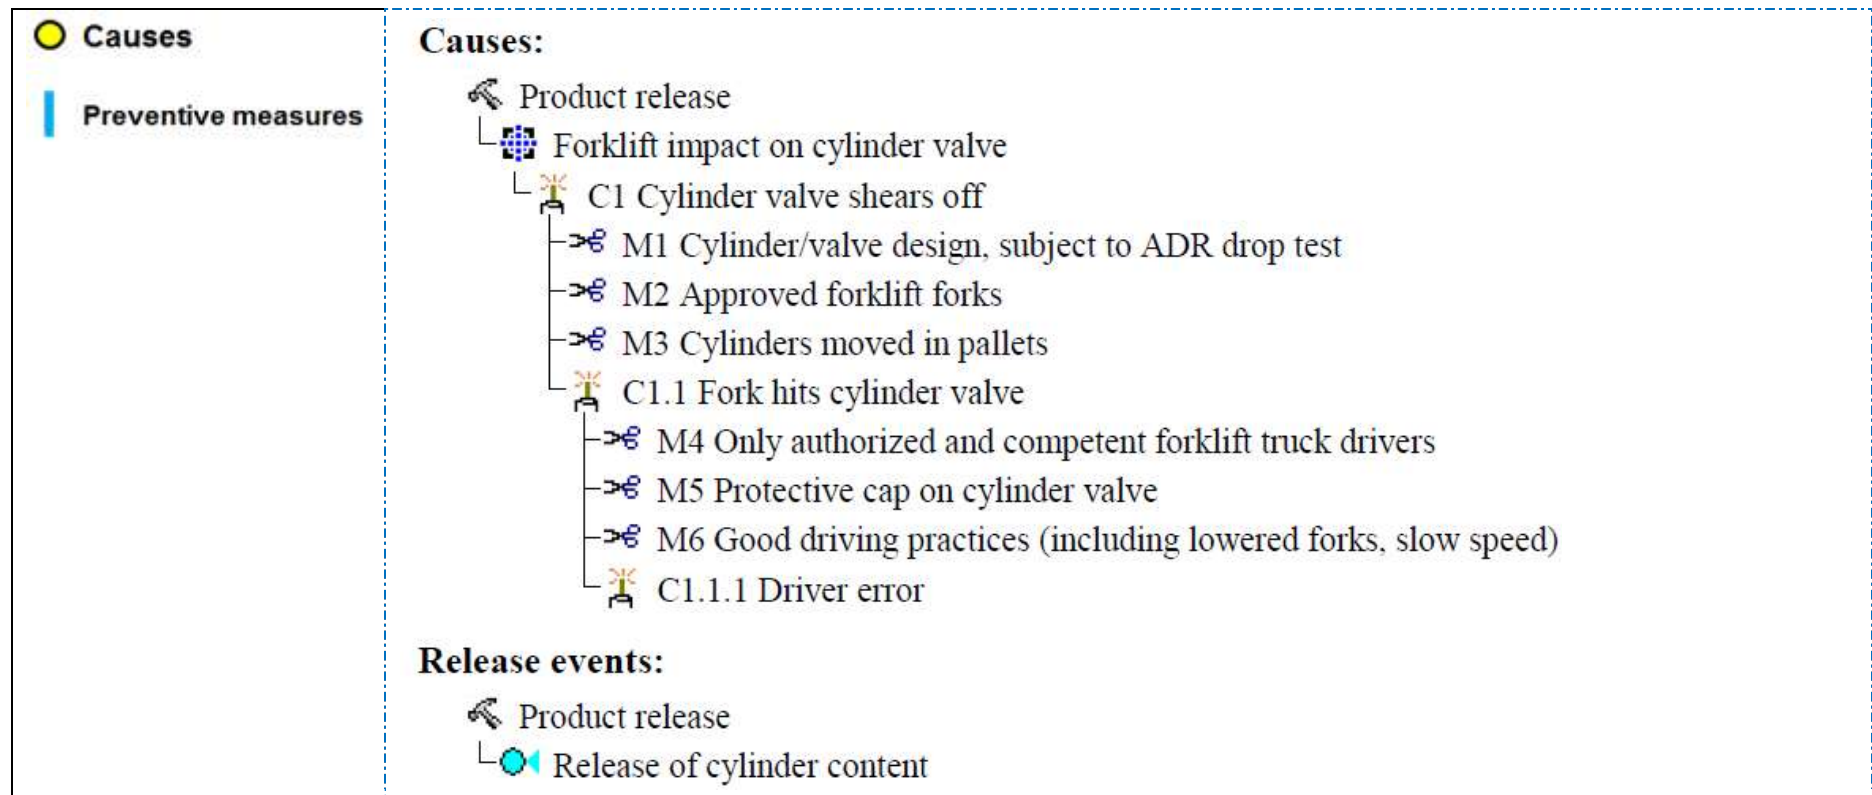 Causes
Preventive measures
Causes:
Product release
Forklift impact on cylinder valve
C1 Cylinder valve shears off
M1 Cylinder/valve design, subject to ADR drop test
M2 Approved forklift forks
M3 Cylinders moved in pallets
C1.1 Fork hits cylinder valve
M4 Only authorized and competent forklift truck drivers
M5 Protective cap on cylinder valve
M6 Good driving practices (including lowered forks, slow speed)
C1.1.1 Driver error
Release events:
Product release
Release of cylinder content